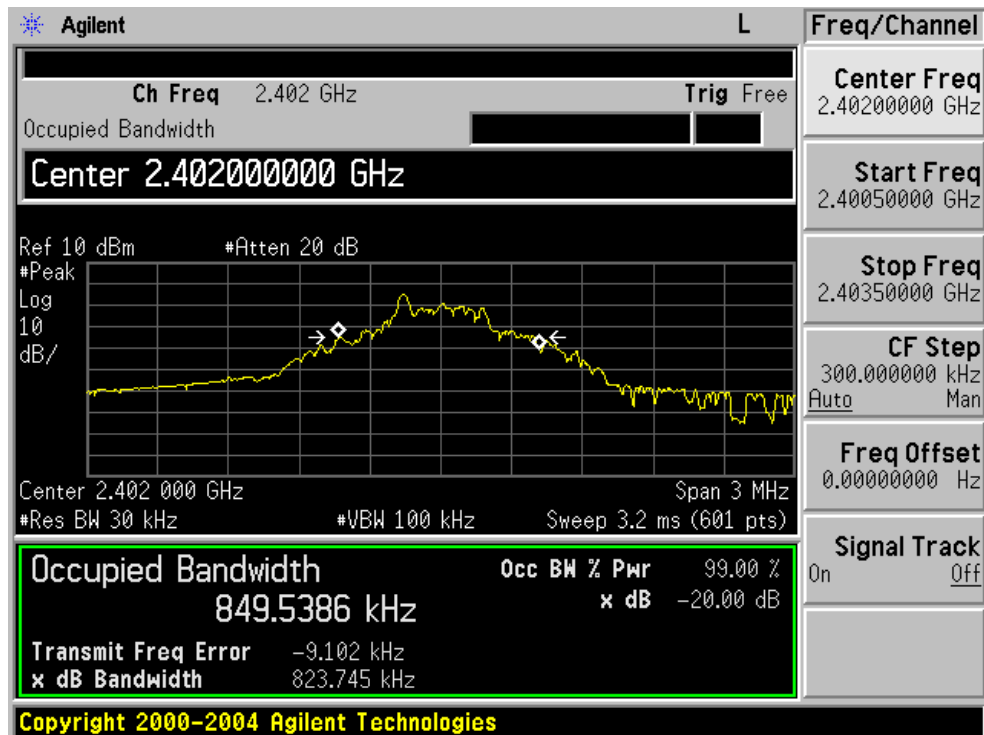 Agilent L
Freq/Channel
Ch Freq 2.402 GHz Trig Free
Occupied Bandwidth
Center 2.402000000 GHz
Ref 10 dBm #Atten 20 dB
#Peak
Log
10
dB/
Center 2.402 000 GHz Span 3 MHz
#Res BW 30 kHz #VBW 100 kHz Sweep 3.2 ms (601 pts)
Occupied Bandwidth Occ BW % Pwr 99.00 %
849.5386 kHz x dB -20.00 dB
Transmit Freq Error -9.102 kHz
x dB Bandwidth 823.745 kHz
Copyright 2000-2004 Agilent Technologies
Center Freq
2.40200000 GHz
Start Freq
2.40050000 GHz
Stop Freq
2.40350000 GHz
CF Step
300.000000 kHz
Auto Man
Freq Offset
0.00000000 Hz
Signal Track
On Off